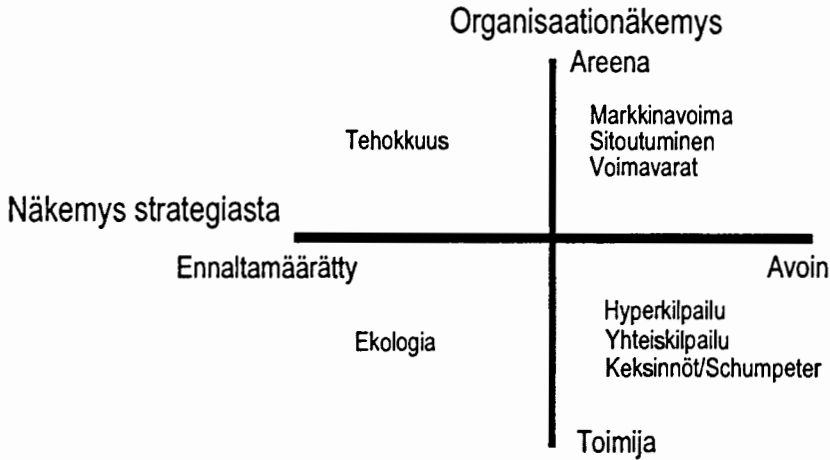 Organisaationäkemys
Areena
Markkinavoima
Tehokkuus
Sitoutuminen
Voimavarat
Näkemys strategiasta
Ennaltamäärätty
Avoin
Hyperkilpailu
Ekologia
Yhteiskilpailu
Keksinnöt/Schumpeter
Toimija